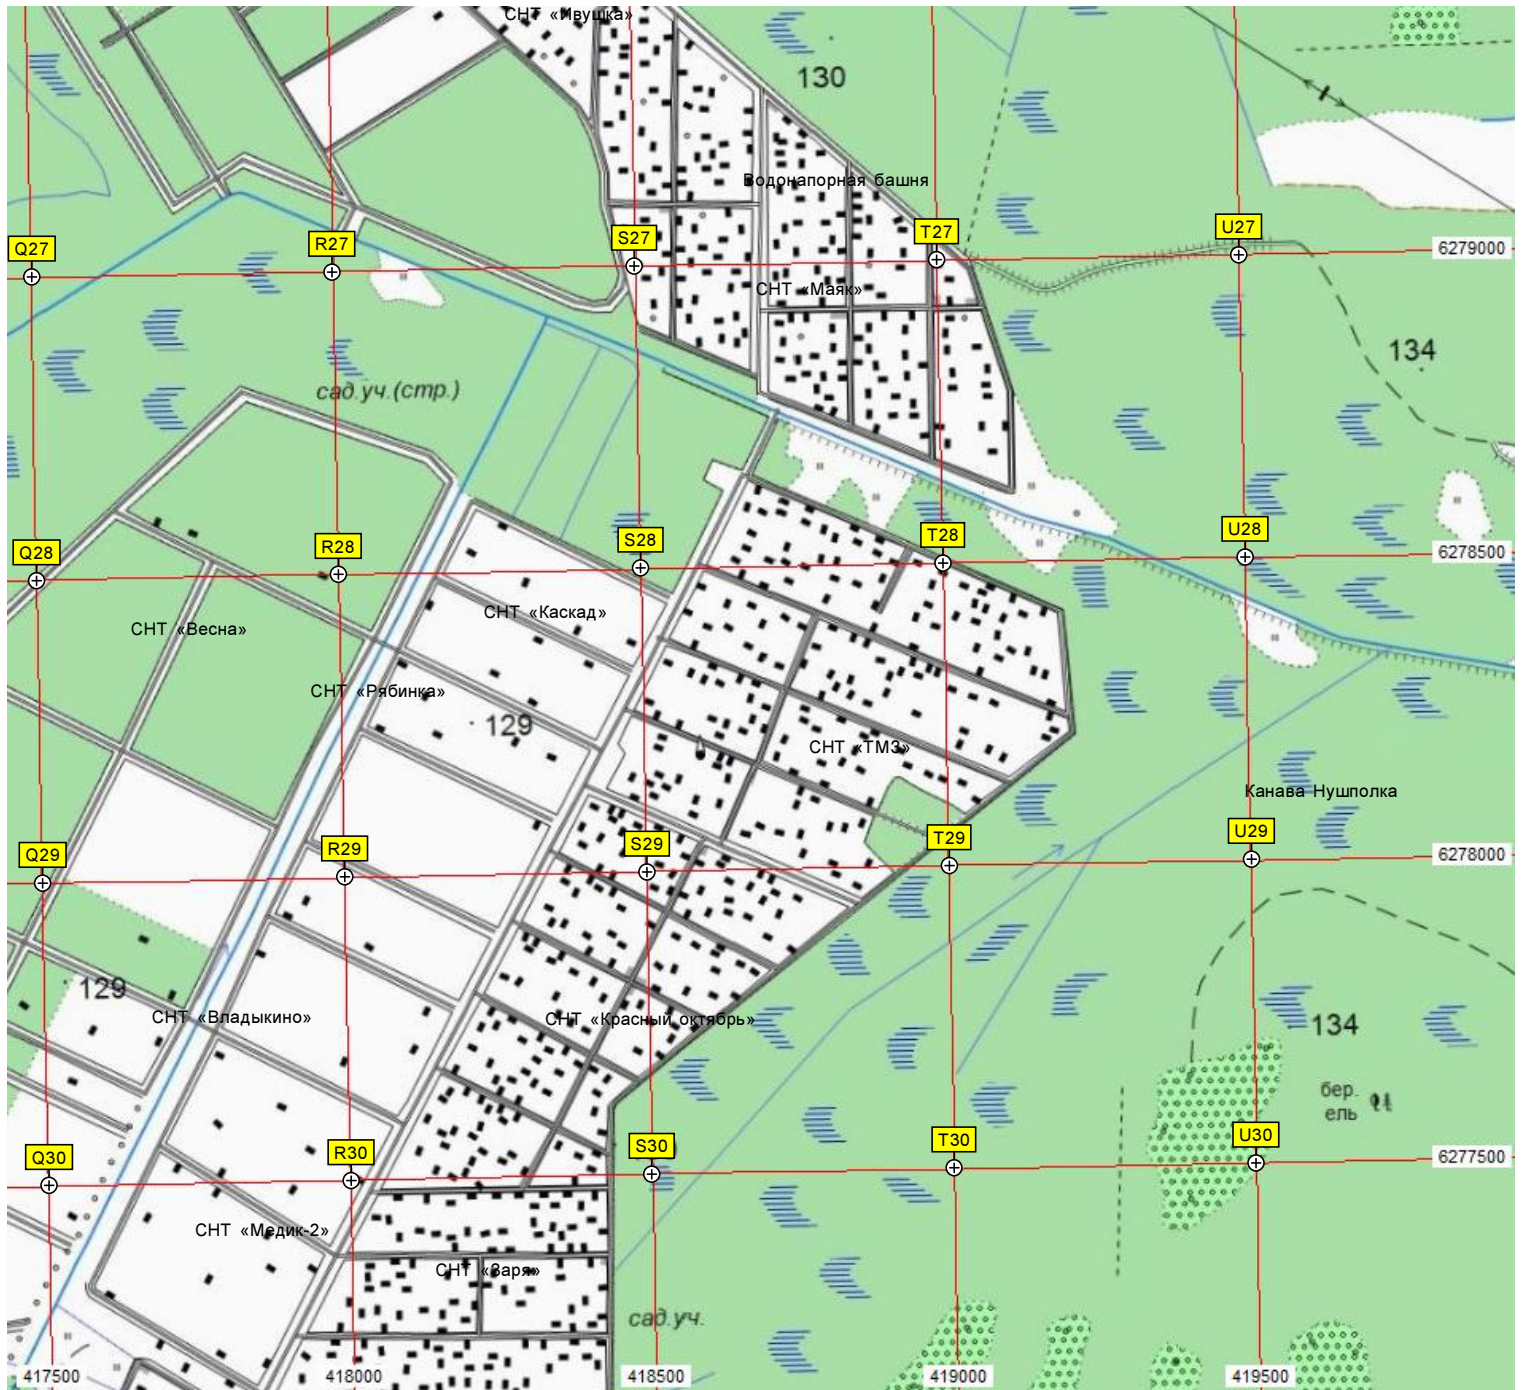 СНТ «Ивушка»
130
Водонапорная башня
Q27
R27
S27
T27
U27
6279000
СНТ «Маяк»
134
сад.уч.(стр.)
Q28
R28
S28
T28
U28
6278500
СНТ «Весна»
СНТ «Каскад»
СНТ «Рябинка»
129
СНТ «ТМЗ»
Канава Нушполка
Q29
R29
S29
T29
U29
6278000
129
СНТ «Владыкино»
СНТ «Красный октябрь»
134
бер.
ель
Q30
R30
S30
T30
U30
6277500
СНТ «Медик-2»
СНТ «Заря»
сад.уч.
417500
418000
418500
419000
419500